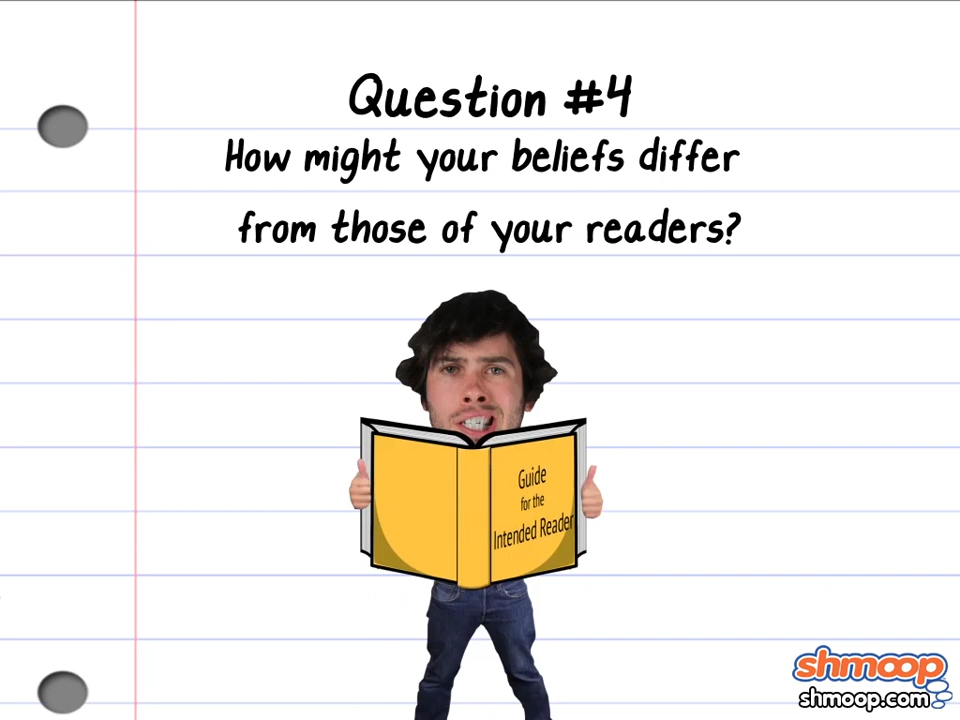 Question #4
How might your beliefs differ
from those of your readers?
Guide
for the
Intended Reader
shmoop
shmoop.com